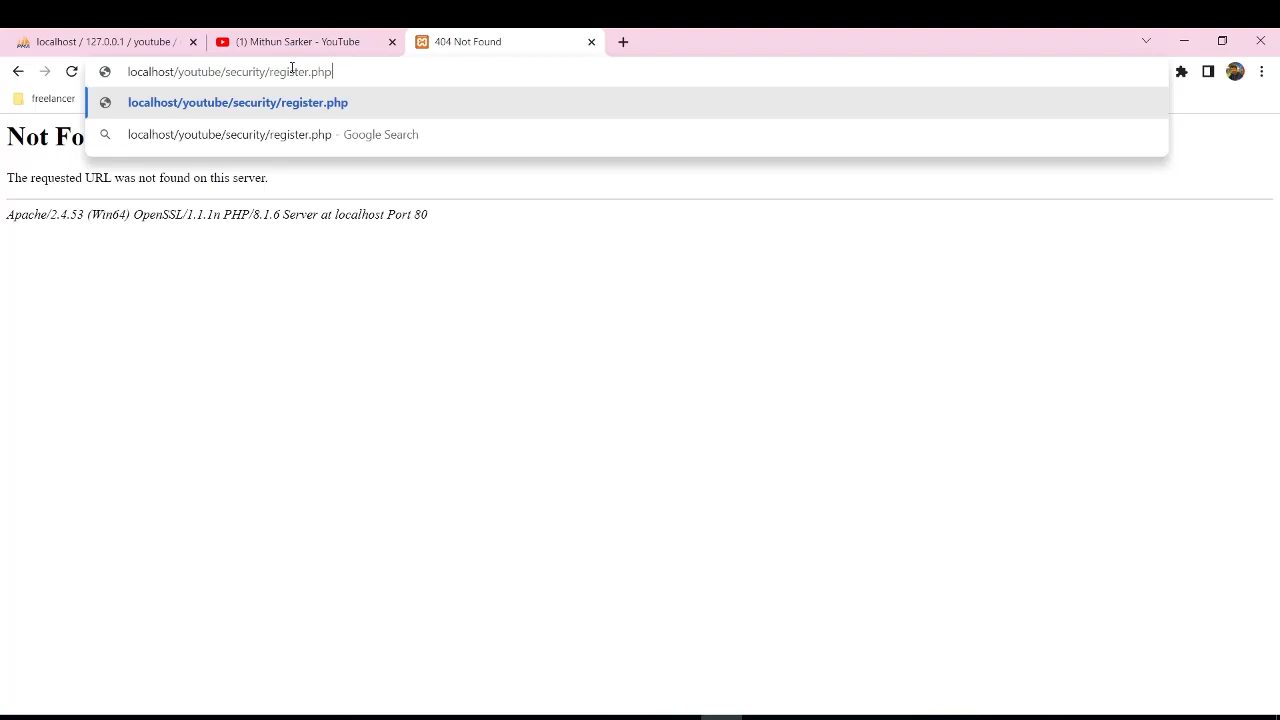 localhost / 127.0.0.1 / youtube /
(1) Mithun Sarker - YouTube
404 Not Found
localhost/youtube/security/register.php
freelancer
localhost/youtube/security/register.php
localhost/youtube/security/register.php - Google Search
Not Fo
The requested URL was not found on this server.
Apache/2.4.53 (Win64) OpenSSL/1.1.1n PHP/8.1.6 Server at localhost Port 80